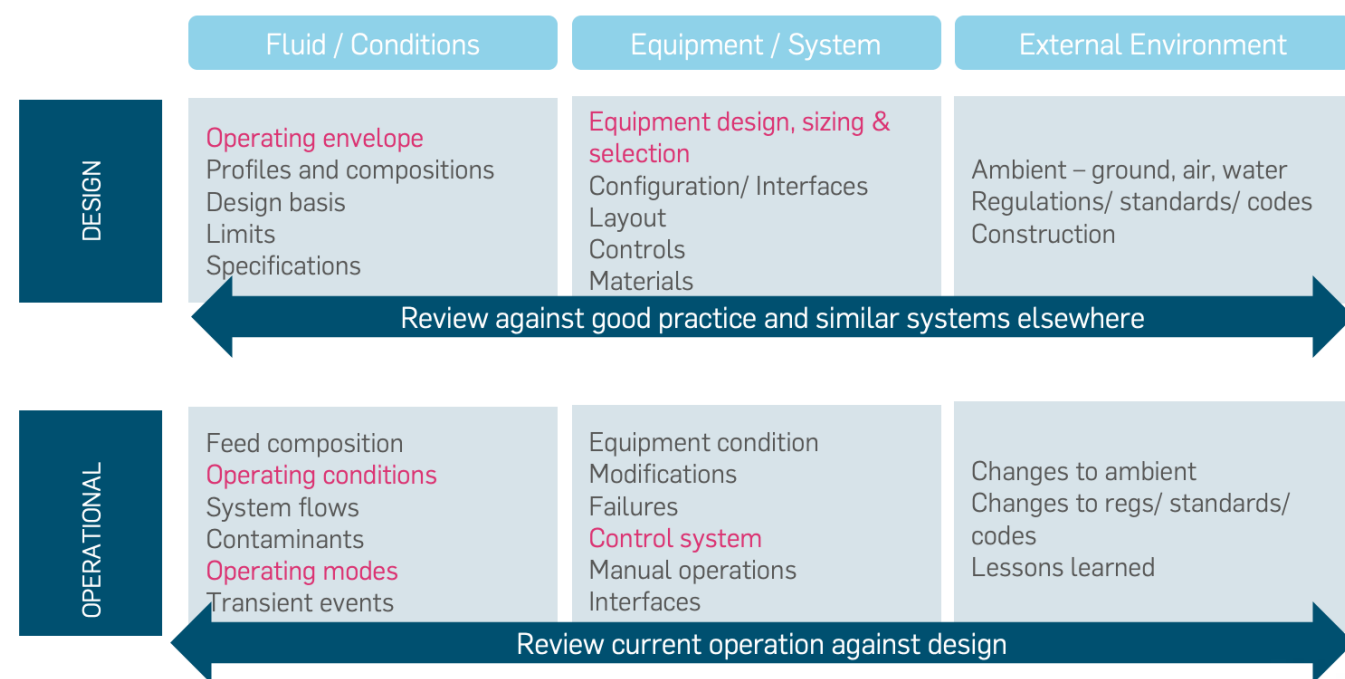 Fluid / Conditions
Equipment / System
External Environment
DESIGN
Operating envelope
Profiles and compositions
Design basis
Limits
Specifications
Equipment design, sizing &
selection
Configuration/ Interfaces
Layout
Controls
Materials
Ambient – ground, air, water
Regulations/ standards/ codes
Construction
Review against good practice and similar systems elsewhere
OPERATIONAL
Feed composition
Operating conditions
System flows
Contaminants
Operating modes
Transient events
Equipment condition
Modifications
Failures
Control system
Manual operations
Interfaces
Changes to ambient
Changes to regs/ standards/
codes
Lessons learned
Review current operation against design